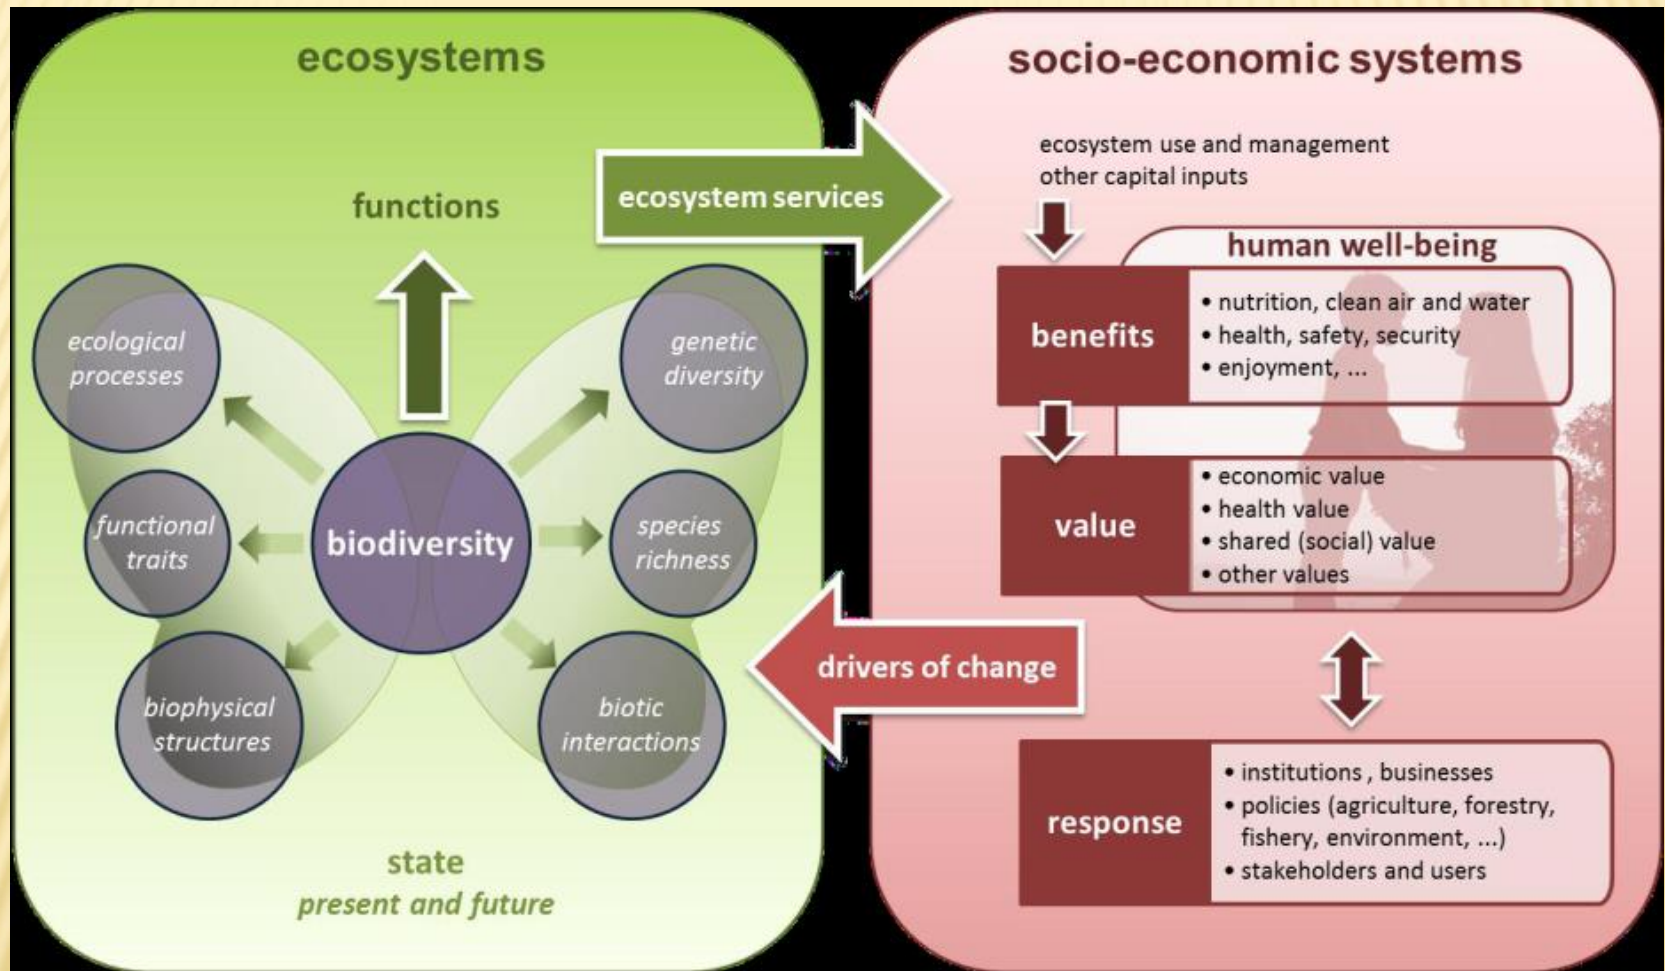 ecosystems
functions
ecosystem services
ecological
processes
genetic
diversity
functional
traits
biodiversity
species
richness
biophysical
structures
biotic
interactions
state
present and future
drivers of change
socio-economic systems
ecosystem use and management
other capital inputs
human well-being
benefits
• nutrition, clean air and water
• health, safety, security
• enjoyment, ...
value
• economic value
• health value
• shared (social) value
• other values
response
• institutions , businesses
• policies (agriculture, forestry,
fishery, environment, ...)
• stakeholders and users